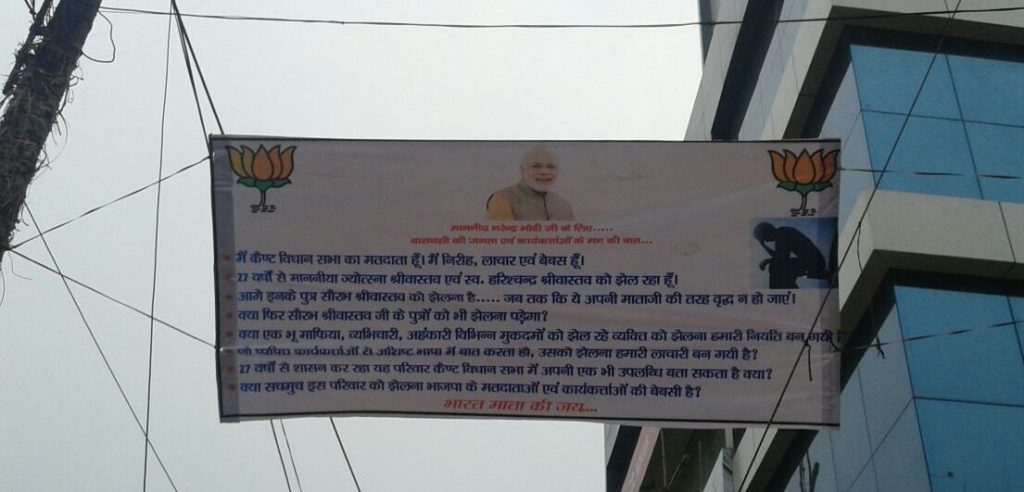 माननीय नरेन्द्र मोदी जी के लिए.....
वाराणसी की जनता एवं कार्यकर्त्ताओं के मन की बात...
मैं कैण्ट विधान सभा का मतदाता हूँ। मैं निरीह, लाचार एवं बेबस हूँ।
27 वर्षों से माननीया ज्योत्सना श्रीवास्तव एवं स्व. हरिश्चन्द्र श्रीवास्तव को झेल रहा हूँ।
आगे इनके पुत्र सौरभ श्रीवास्तव को झेलना है..... जब तक कि ये अपनी माताजी की तरह वृद्ध न हो जाएं।
क्या फिर सौरभ श्रीवास्तव जी के पुत्रों को भी झेलना पड़ेगा?
क्या एक भू माफिया, व्यभिचारी, अहंकारी विभिन्न मुकदमों को झेल रहे व्यक्ति को झेलना हमारी नियति बन गयी है
जो व्यक्ति कार्यकर्त्ताओं से अशिष्ट भाषा में बात करता हो, उसको झेलना हमारी लाचारी बन गयी है?
27 वर्षों से शासन कर रहा यह परिवार कैण्ट विधान सभा में अपनी एक भी उपलब्धि बता सकता है क्या?
क्या सचमुच इस परिवार को झेलना भाजपा के मतदाताओं एवं कार्यकर्त्ताओं की बेबसी है?
भारत माता की जय....